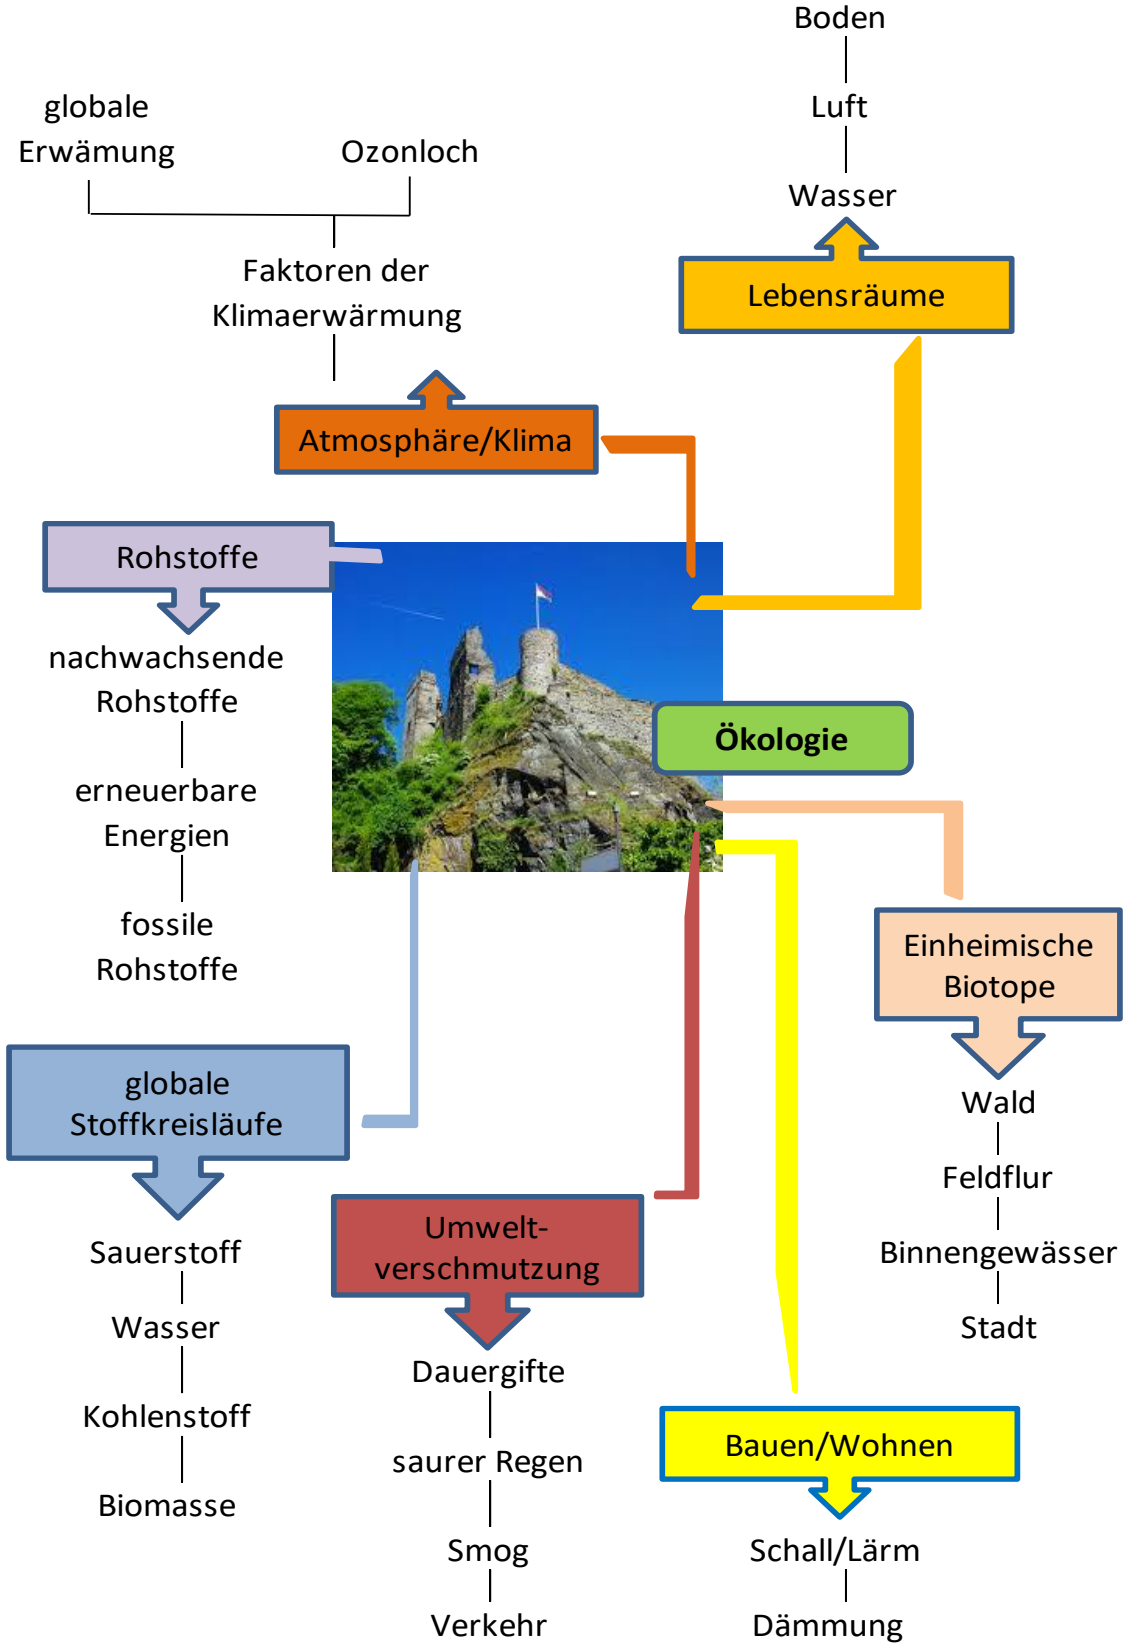 Boden
Luft
Wasser
Lebensräume
globale
Erwämung
Ozonloch
Faktoren der
Klimaerwärmung
Atmosphäre/Klima
Rohstoffe
nachwachsende
Rohstoffe
erneuerbare
Energien
fossile
Rohstoffe
Ökologie
Einheimische
Biotope
Wald
Feldflur
Binnengewässer
Stadt
globale
Stoffkreisläufe
Sauerstoff
Wasser
Kohlenstoff
Biomasse
Umwelt-
verschmutzung
Dauergifte
saurer Regen
Smog
Verkehr
Bauen/Wohnen
Schall/Lärm
Dämmung